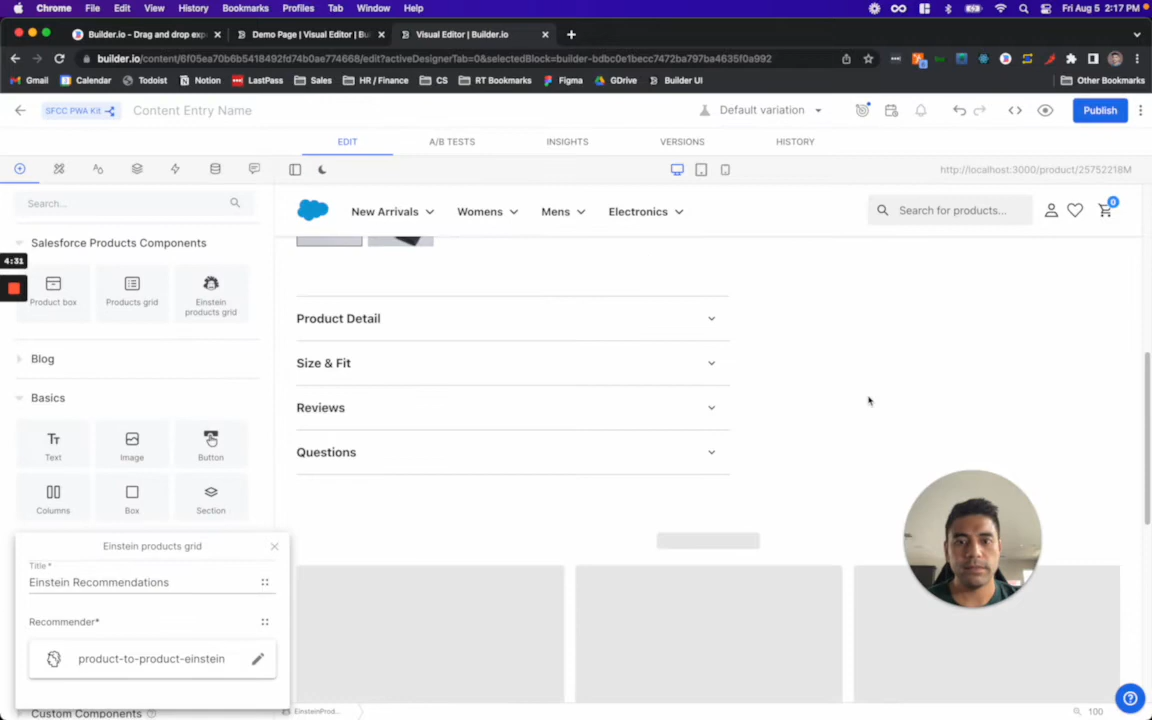 Chrome File Edit View History Bookmarks Profiles Tab Window Help Fri Aug 5 2:17 PM
Builder.io - Drag and drop exp Demo Page | Visual Editor | Bui Visual Editor | Builder.io
builder.io/content/6f05ea70b6b5418492fd74b0ae774668/edit?activeDesignerTab=0&selectedBlock=builder-bdbc0e1becc7472ba797ba4635f0a992
Gmail Calendar Todoist Notion LastPass Sales HR / Finance CS RT Bookmarks Figma GDrive Builder UI Other Bookmarks
SFCC PWA Kit Content Entry Name Default variation Publish
EDIT A/B TESTS INSIGHTS VERSIONS HISTORY
http://localhost:3000/product/25752218M
Search...
New Arrivals Womens Mens Electronics Search for products... 0
Salesforce Products Components
4:31
Product box Products grid Einstein products grid
Product Detail
Size & Fit
Reviews
Questions
Blog
Basics
Text Image Button
Columns Box Section
Einstein products grid
Title *
Einstein Recommendations
Recommender*
product-to-product-einstein
Custom Components
EinsteinProd...
100